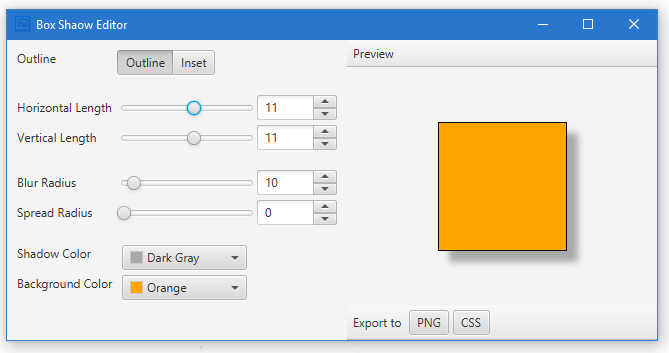 Box Shaow Editor
Outline Outline Inset
Preview
Horizontal Length 11
Vertical Length 11
Blur Radius 10
Spread Radius 0
Shadow Color Dark Gray
Background Color Orange
Export to PNG CSS